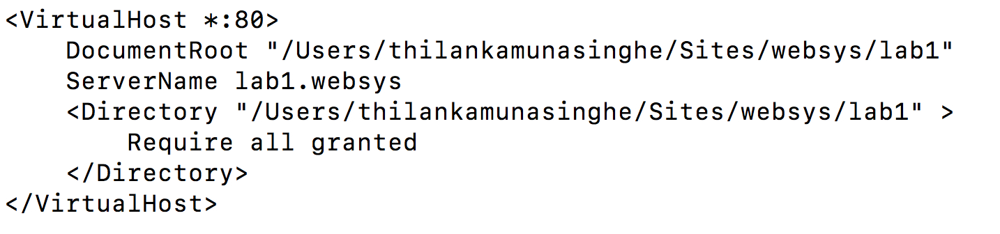 <VirtualHost *:80>
    DocumentRoot "/Users/thilankamunasinghe/Sites/websys/lab1"
    ServerName lab1.websys
    <Directory "/Users/thilankamunasinghe/Sites/websys/lab1" >
        Require all granted
    </Directory>
</VirtualHost>